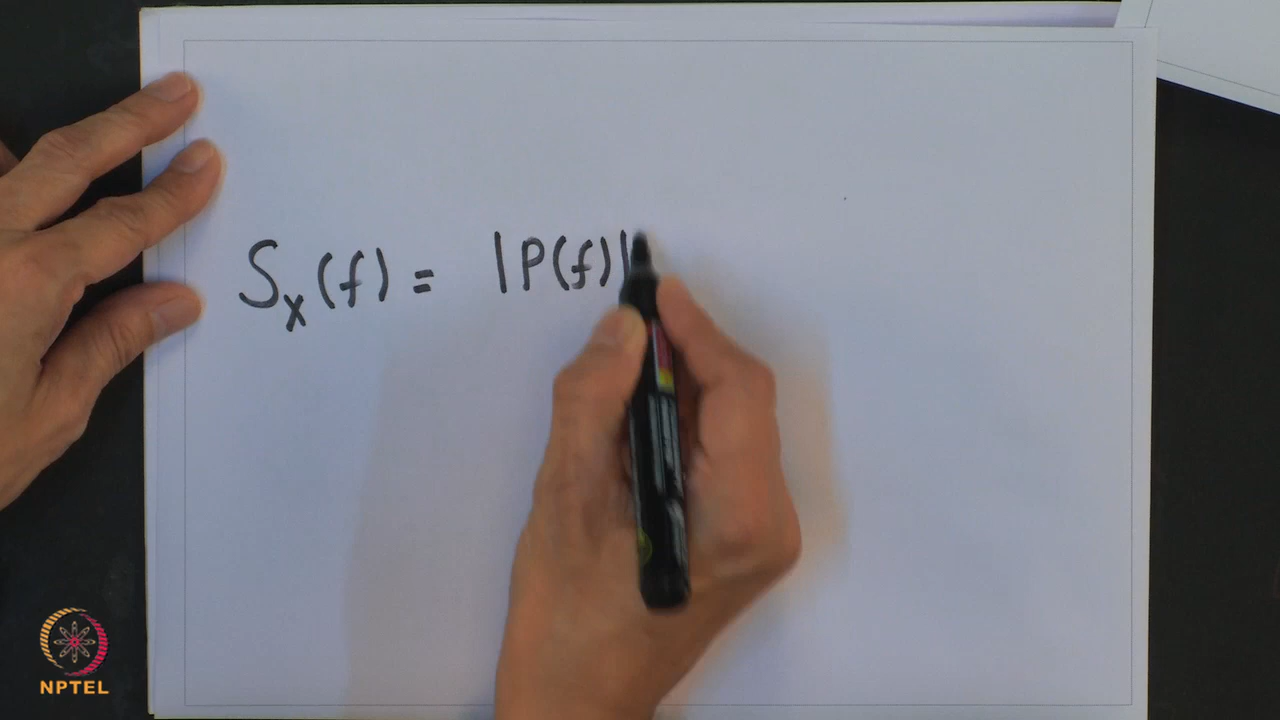 Sₓ(f) = |P(f)|
NPTEL